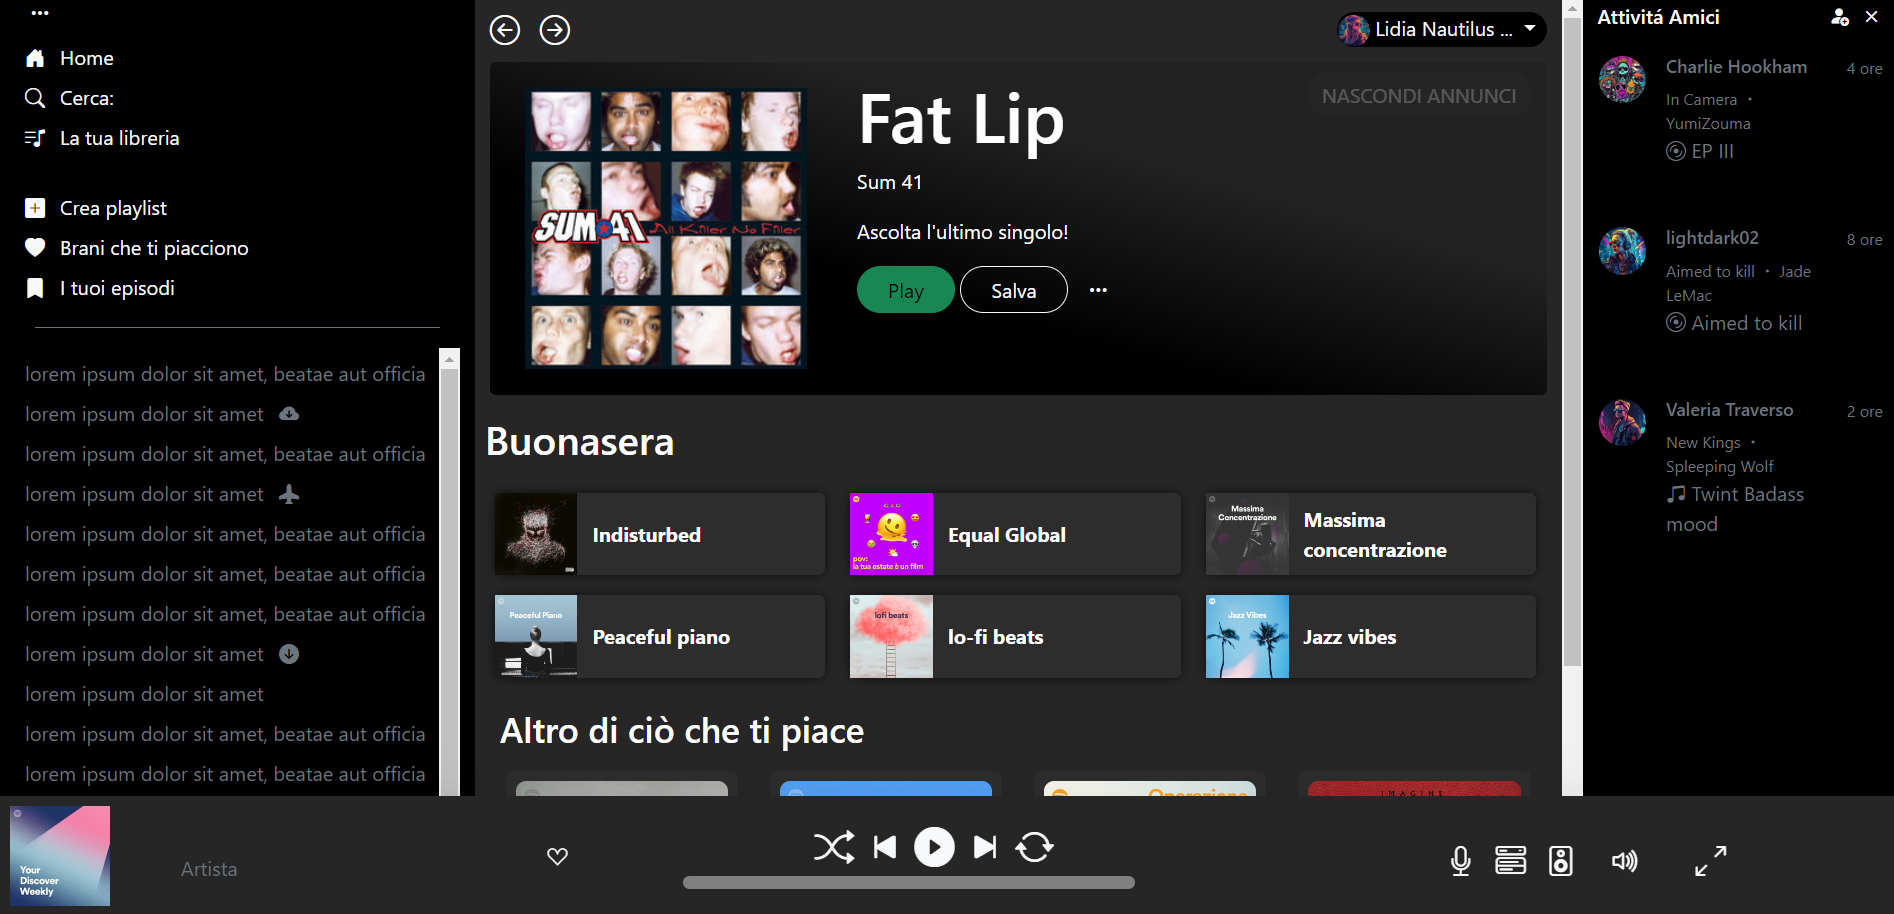 Home
Cerca:
La tua libreria
Crea playlist
Brani che ti piacciono
I tuoi episodi
lorem ipsum dolor sit amet, beatae aut officia
lorem ipsum dolor sit amet
lorem ipsum dolor sit amet, beatae aut officia
lorem ipsum dolor sit amet
lorem ipsum dolor sit amet, beatae aut officia
lorem ipsum dolor sit amet, beatae aut officia
lorem ipsum dolor sit amet, beatae aut officia
lorem ipsum dolor sit amet
lorem ipsum dolor sit amet
lorem ipsum dolor sit amet, beatae aut officia
lorem ipsum dolor sit amet, beatae aut officia
Lidia Nautilus ...
NASCONDI ANNUNCI
SUM 41 All Killer No Filler
Fat Lip
Sum 41
Ascolta l'ultimo singolo!
Play
Salva
Buonasera
Indisturbed
pov:
la tua estate è un film
Equal Global
Massima
Concentrazione
Massima
concentrazione
Peaceful Piano
Peaceful piano
lofi beats
lo-fi beats
Jazz Vibes
Jazz vibes
Altro di ciò che ti piace
Operazione
IMAGINE
Attivitá Amici
Charlie Hookham
4 ore
In Camera •
YumiZouma
EP III
lightdark02
8 ore
Aimed to kill • Jade
LeMac
Aimed to kill
Valeria Traverso
2 ore
New Kings •
Spleeping Wolf
Twint Badass
mood
Your
Discover
Weekly
Artista